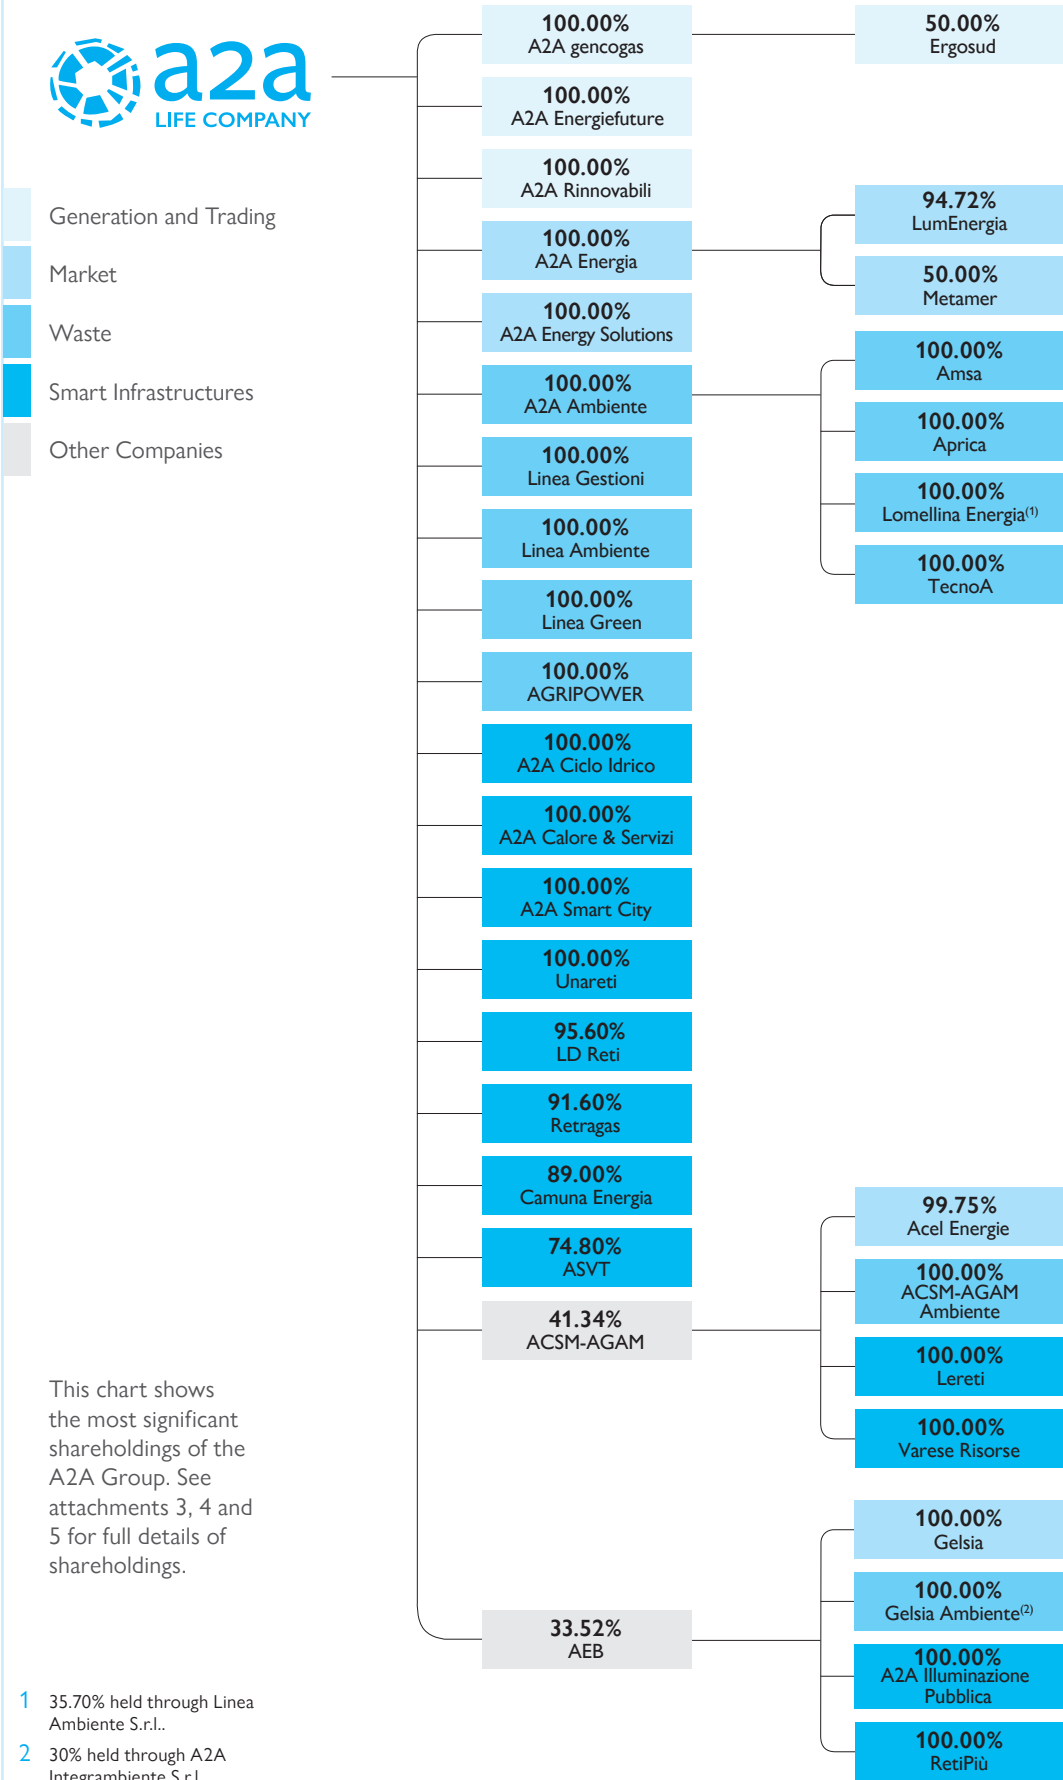 a2a
LIFE COMPANY
Generation and Trading
Market
Waste
Smart Infrastructures
Other Companies
100.00%
A2A gencogas
50.00%
Ergosud
100.00%
A2A Energiefuture
100.00%
A2A Rinnovabili
100.00%
A2A Energia
94.72%
LumEnergia
50.00%
Metamer
100.00%
A2A Energy Solutions
100.00%
A2A Ambiente
100.00%
Amsa
100.00%
Aprica
100.00%
Lomellina Energia(1)
100.00%
TecnoA
100.00%
Linea Gestioni
100.00%
Linea Ambiente
100.00%
Linea Green
100.00%
AGRIPOWER
100.00%
A2A Ciclo Idrico
100.00%
A2A Calore & Servizi
100.00%
A2A Smart City
100.00%
Unareti
95.60%
LD Reti
91.60%
Retragas
89.00%
Camuna Energia
74.80%
ASVT
41.34%
ACSM-AGAM
99.75%
Acel Energie
100.00%
ACSM-AGAM
Ambiente
100.00%
Lereti
100.00%
Varese Risorse
33.52%
AEB
100.00%
Gelsia
100.00%
Gelsia Ambiente(2)
100.00%
A2A Illuminazione
Pubblica
100.00%
RetiPiù
This chart shows
the most significant
shareholdings of the
A2A Group. See
attachments 3, 4 and
5 for full details of
shareholdings.
1 35.70% held through Linea
Ambiente S.r.l..
2 30% held through A2A
Integrambiente S.r.l.